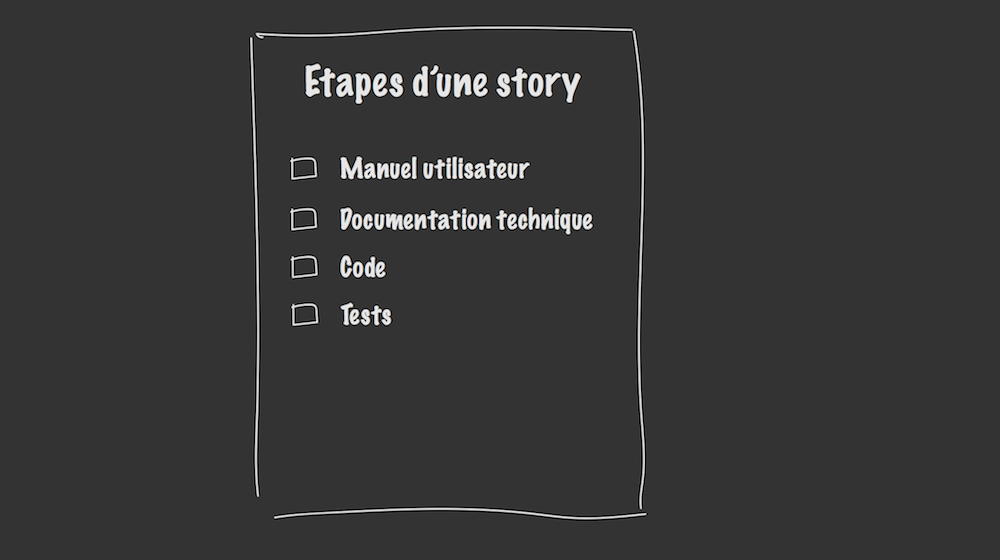 Etapes d'une story
Manuel utilisateur
Documentation technique
Code
Tests